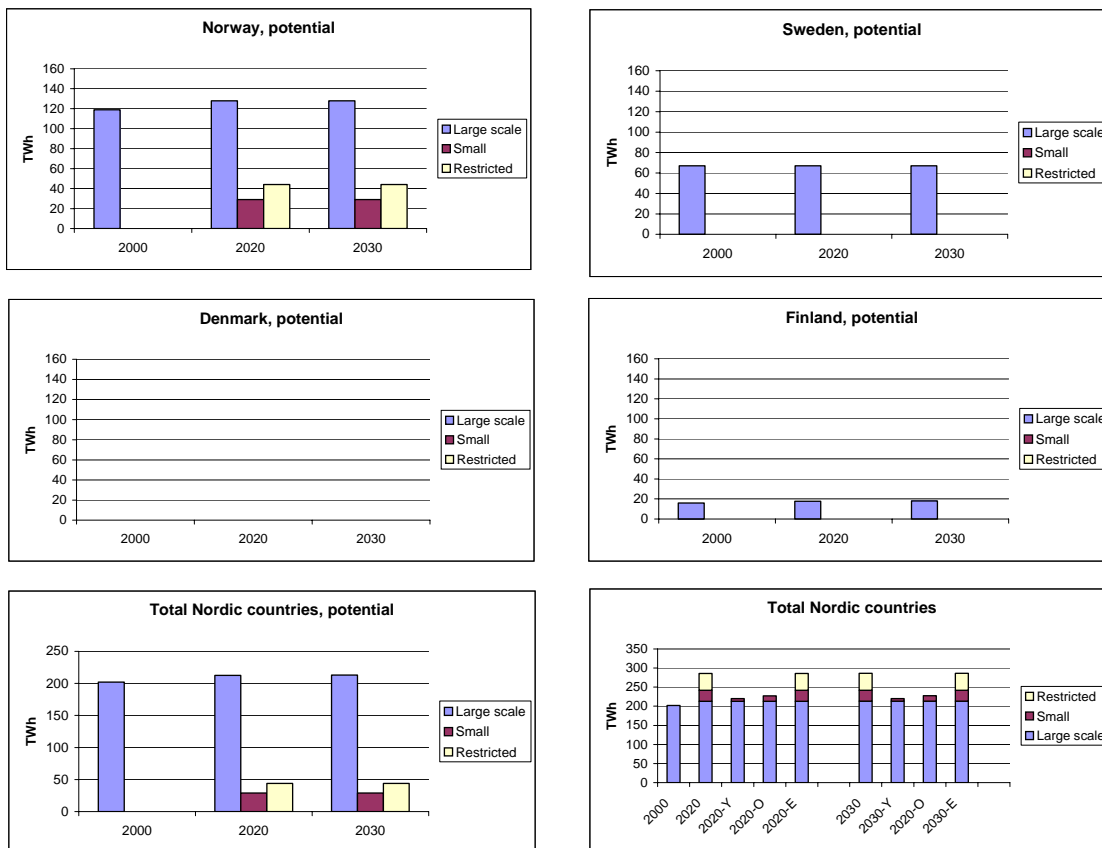 Norway, potential
TWh
160
140
120
100
80
60
40
20
0
2000 2020 2030
Large scale
Small
Restricted
Sweden, potential
TWh
160
140
120
100
80
60
40
20
0
2000 2020 2030
Large scale
Small
Restricted
Denmark, potential
TWh
160
140
120
100
80
60
40
20
0
2000 2020 2030
Large scale
Small
Restricted
Finland, potential
TWh
160
140
120
100
80
60
40
20
0
2000 2020 2030
Large scale
Small
Restricted
Total Nordic countries, potential
TWh
250
200
150
100
50
0
2000 2020 2030
Large scale
Small
Restricted
Total Nordic countries
TWh
350
300
250
200
150
100
50
0
2000 2020 2020-Y 2020-O 2020-E 2030 2030-Y 2020-O 2030-E
Restricted
Small
Large scale